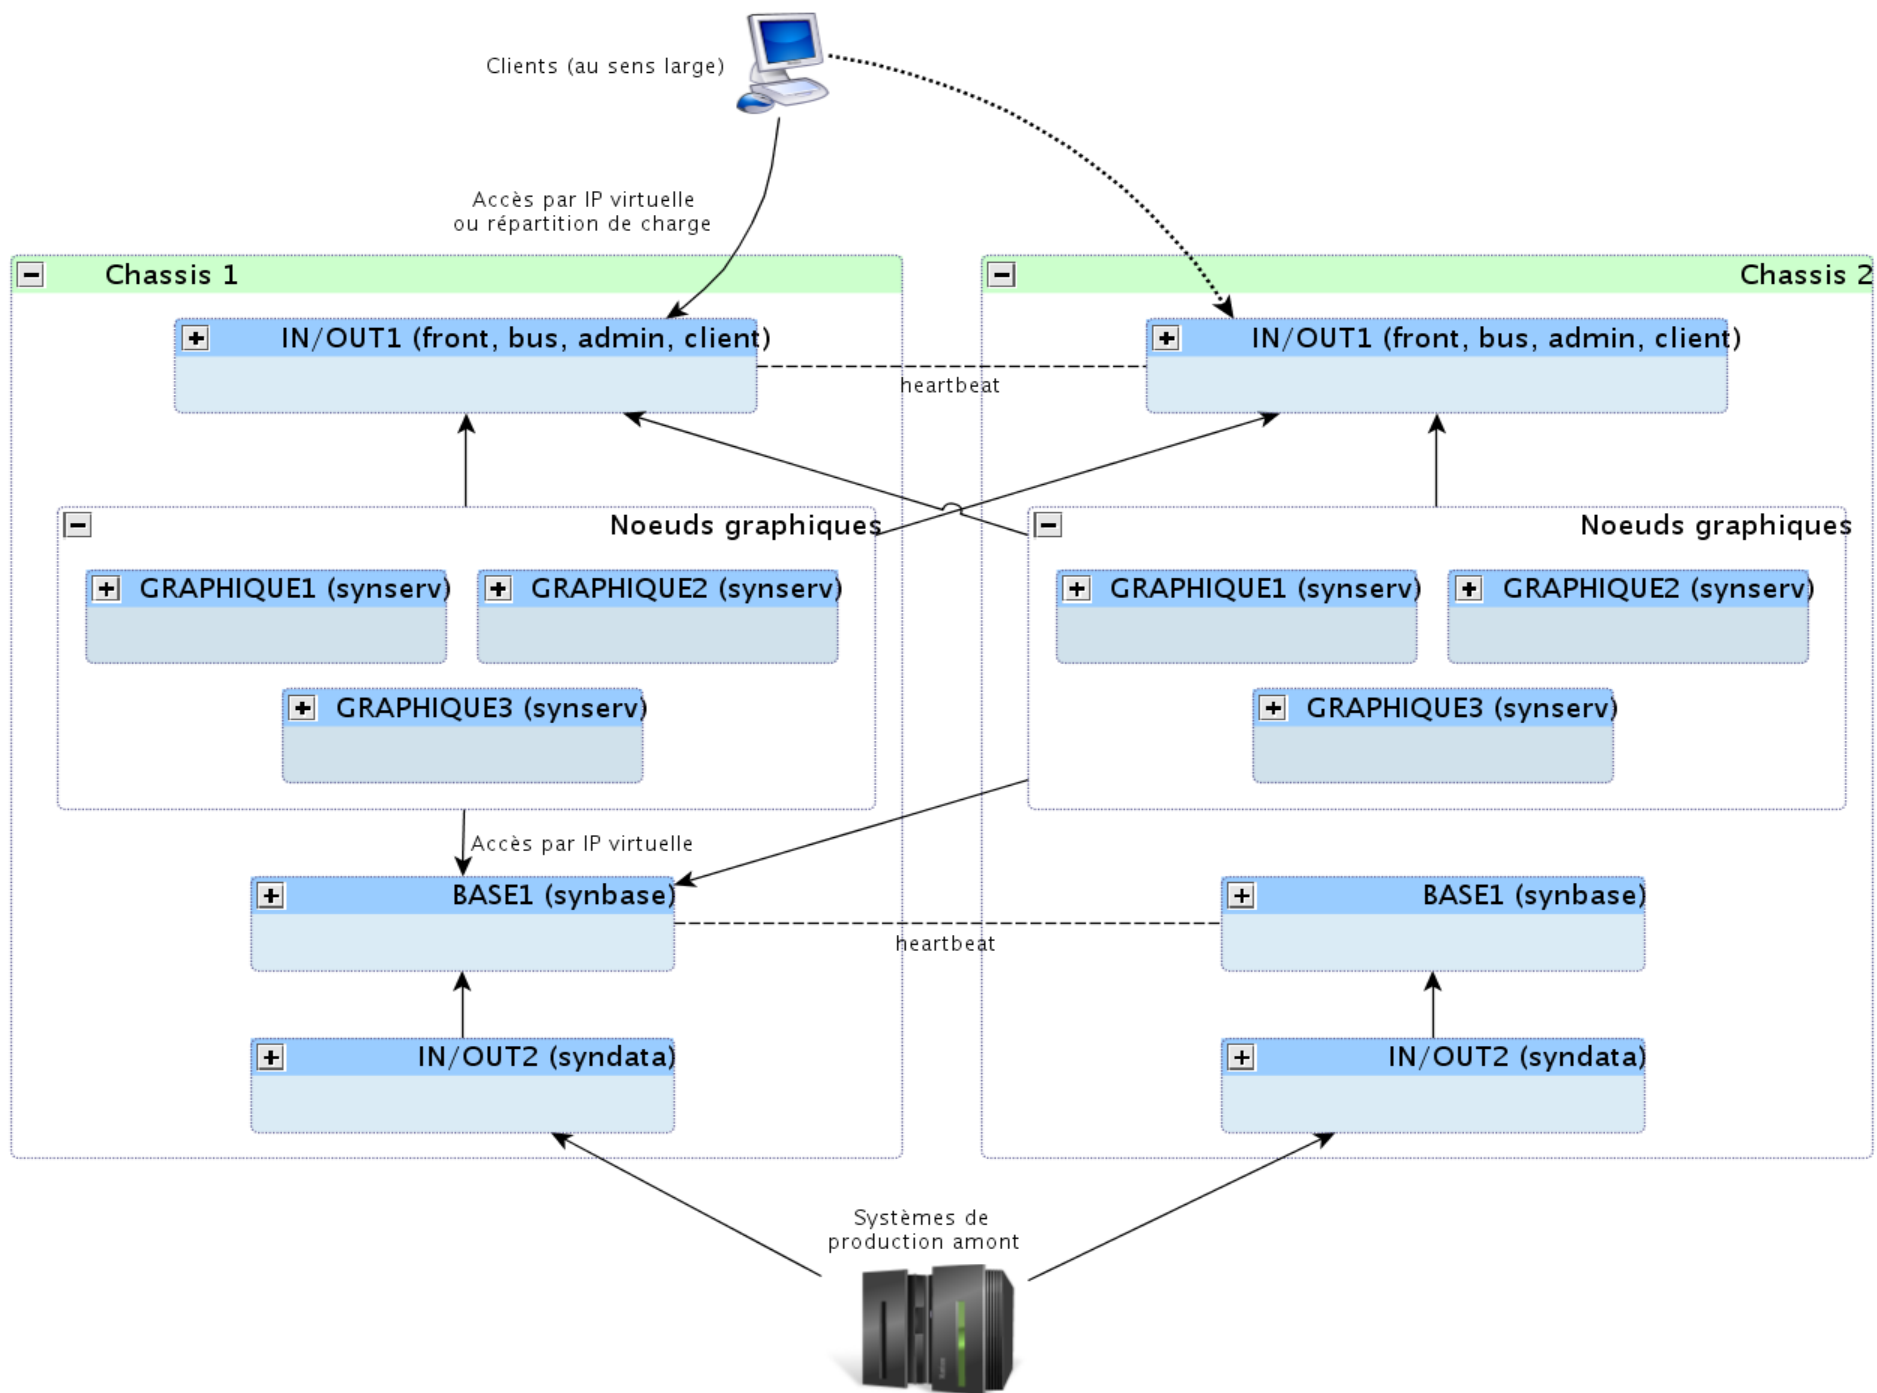 Clients (au sens large)
Accès par IP virtuelle
ou répartition de charge
Chassis 1
Chassis 2
IN/OUT1 (front, bus, admin, client)
IN/OUT1 (front, bus, admin, client)
heartbeat
Noeuds graphiques
Noeuds graphiques
GRAPHIQUE1 (synserv)
GRAPHIQUE2 (synserv)
GRAPHIQUE1 (synserv)
GRAPHIQUE2 (synserv)
GRAPHIQUE3 (synserv)
GRAPHIQUE3 (synserv)
Accès par IP virtuelle
BASE1 (synbase)
BASE1 (synbase)
heartbeat
IN/OUT2 (syndata)
IN/OUT2 (syndata)
Systèmes de
production amont